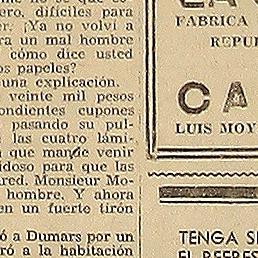 ero, difíciles para
er. ¡Ya no volví a
ra un mal hombre
cómo dice usted
os papeles?
una explicación.
veinte mil pesos
ondientes cupones
pasando su pul-
las cuatro lámi-
que mande venir
idoso para que las
red. Monsieur Mo-
hombre. Y ahora
en un fuerte tirón
ó a Dumars por un
ró a la habitación
FABRICA
REPU
CA
LUIS MOY
TENGA SI
EL REFRES